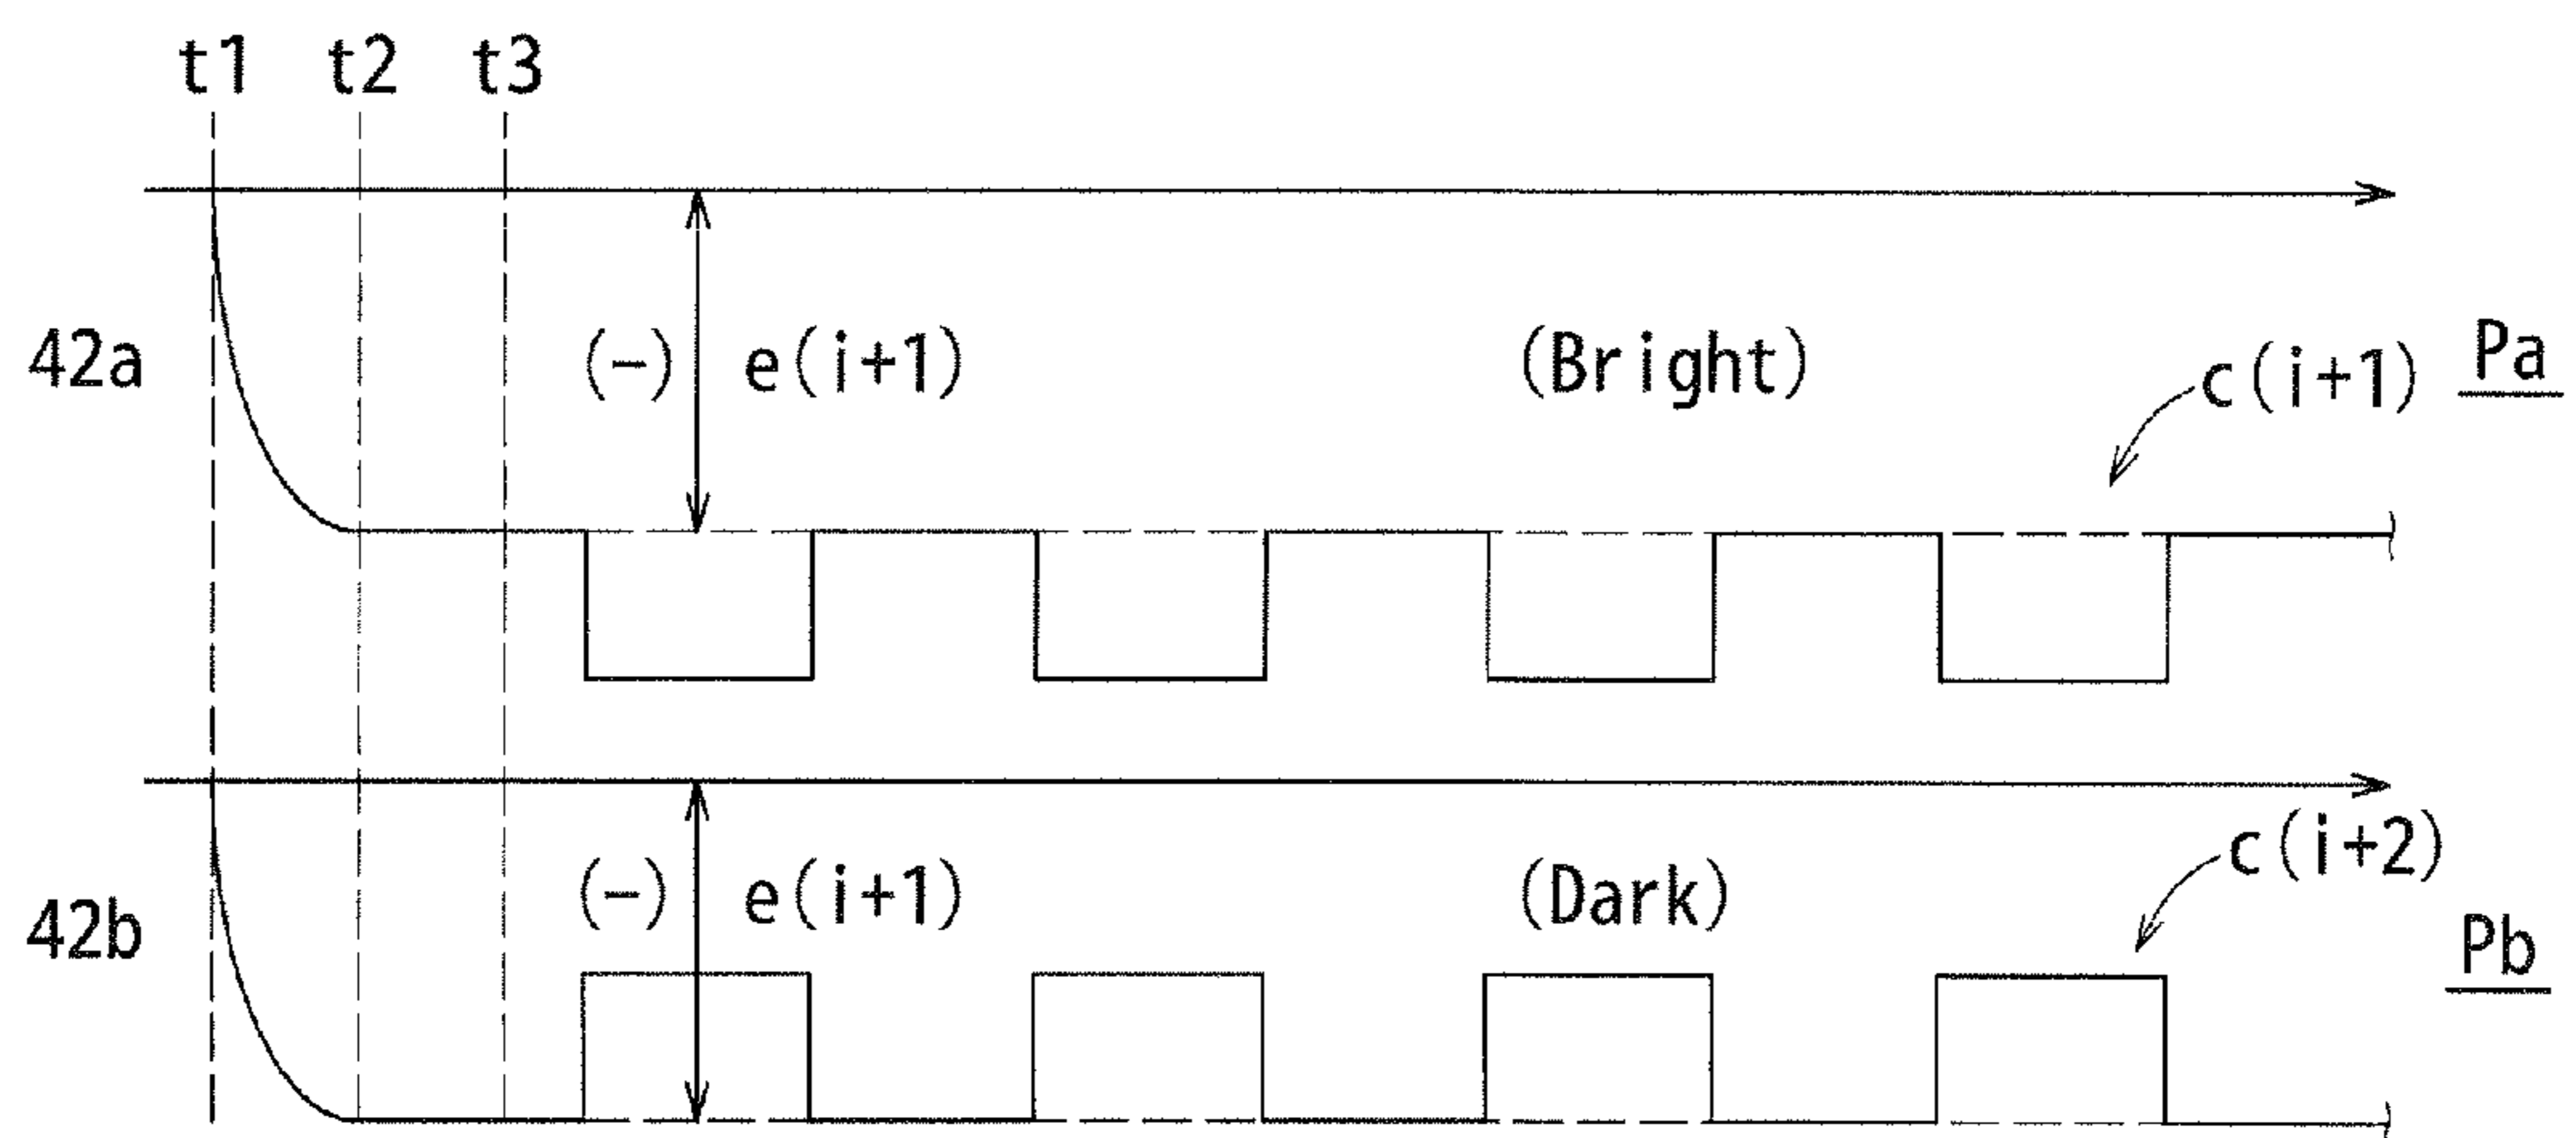 t1 t2 t3
42a (-) e(i+1) (Bright) c(i+1) Pa
42b (-) e(i+1) (Dark) c(i+2) Pb